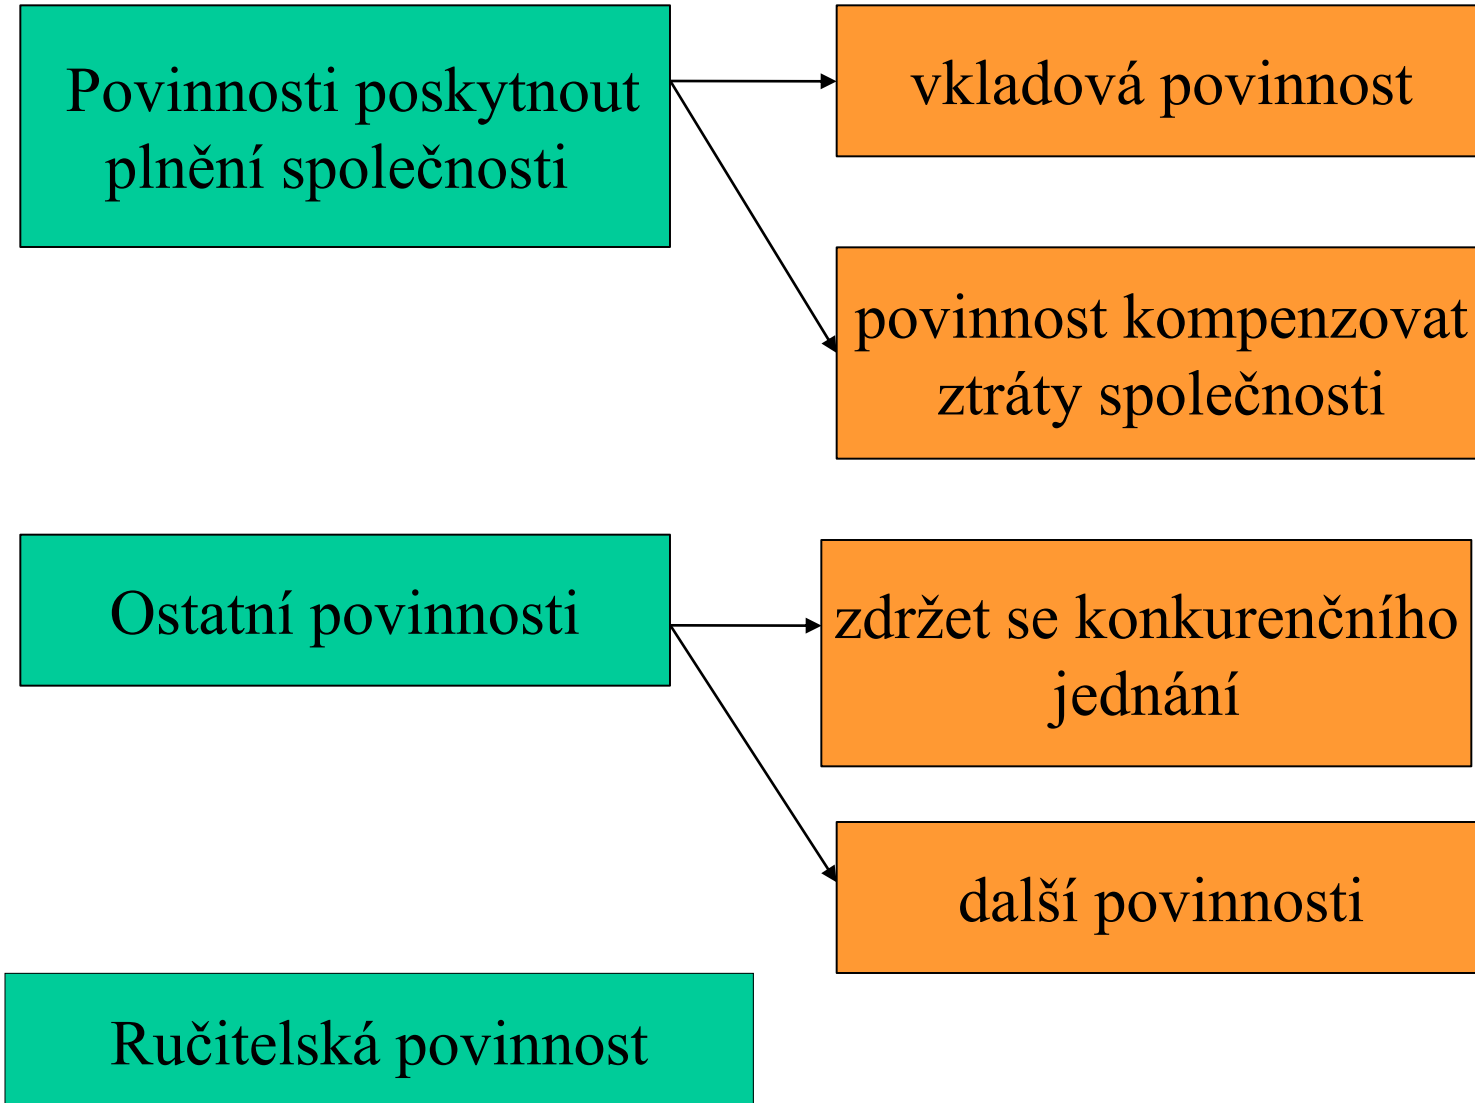 Povinnosti poskytnout
plnění společnosti
vkladová povinnost
povinnost kompenzovat
ztráty společnosti
Ostatní povinnosti
zdržet se konkurenčního
jednání
další povinnosti
Ručitelská povinnost